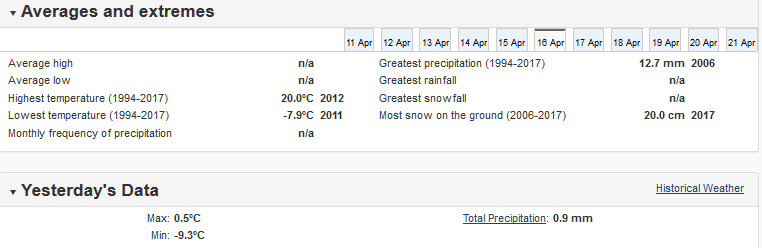 Averages and extremes
11 Apr 12 Apr 13 Apr 14 Apr 15 Apr 16 Apr 17 Apr 18 Apr 19 Apr 20 Apr 21 Apr
Average high n/a Greatest precipitation (1994-2017) 12.7 mm 2006
Average low n/a Greatest rainfall n/a
Highest temperature (1994-2017) 20.0°C 2012 Greatest snowfall n/a
Lowest temperature (1994-2017) -7.9°C 2011 Most snow on the ground (2006-2017) 20.0 cm 2017
Monthly frequency of precipitation n/a
Yesterday's Data Historical Weather
Max: 0.5°C Total Precipitation: 0.9 mm
Min: -9.3°C